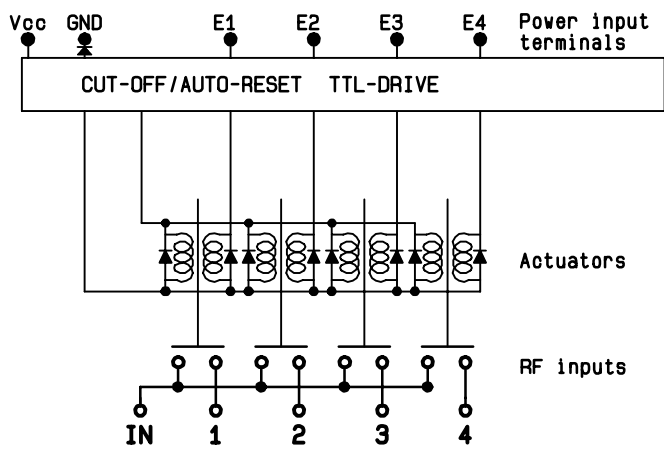 Vcc GND E1 E2 E3 E4 Power input
terminals
CUT-OFF/AUTO-RESET TTL-DRIVE
Actuators
RF inputs
IN 1 2 3 4